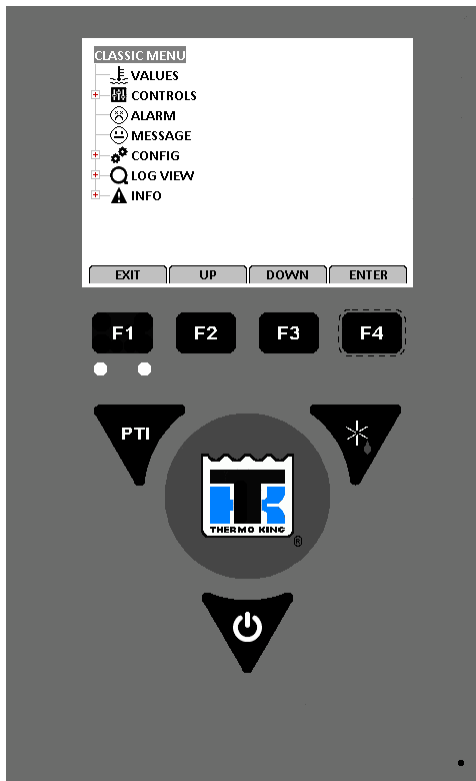 CLASSIC MENU
VALUES
CONTROLS
ALARM
MESSAGE
CONFIG
LOG VIEW
INFO
EXIT UP DOWN ENTER
F1 F2 F3 F4
PTI
THERMO KING
®